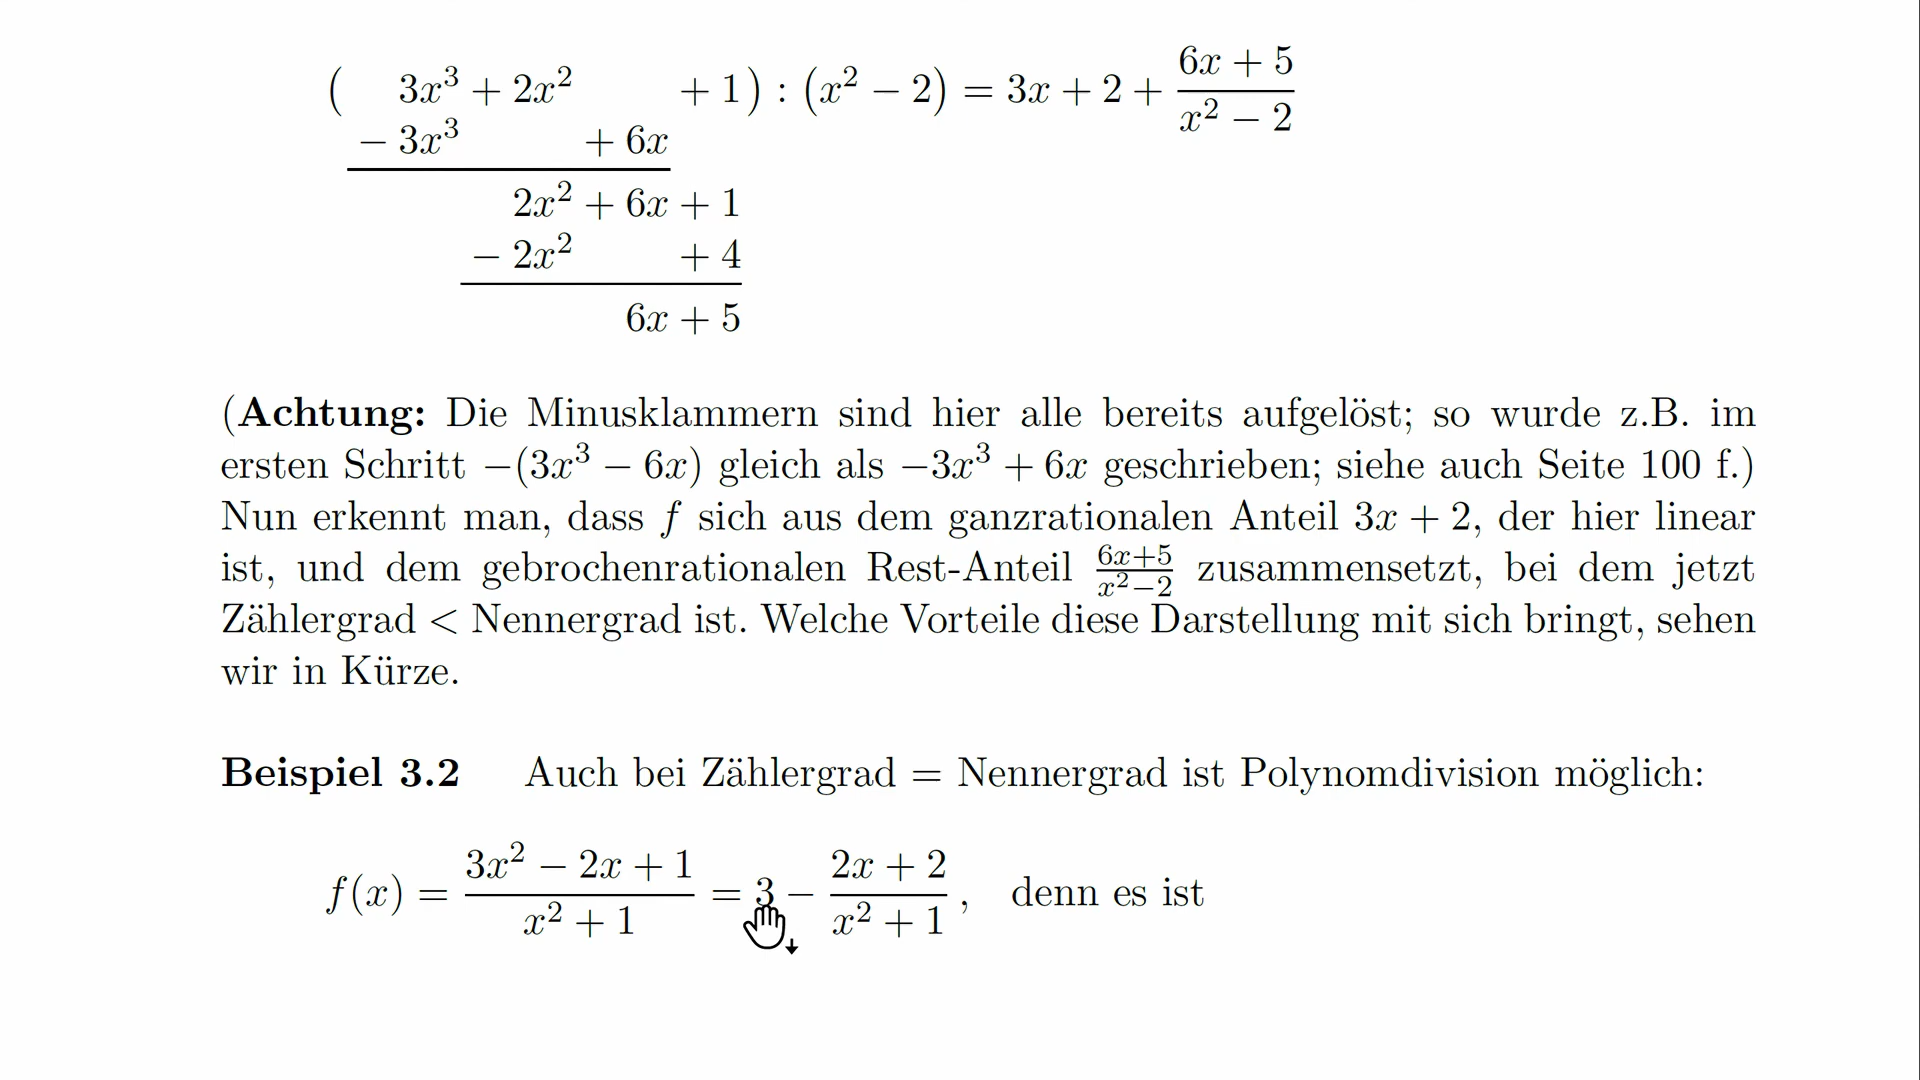 ( 3x³ + 2x² + 1 ) : (x² − 2) = 3x + 2 + \frac{6x + 5}{x² − 2}
− 3x³ + 6x
2x² + 6x + 1
− 2x² + 4
6x + 5
(Achtung: Die Minusklammern sind hier alle bereits aufgelöst; so wurde z.B. im
ersten Schritt −(3x³ − 6x) gleich als −3x³ + 6x geschrieben; siehe auch Seite 100 f.)
Nun erkennt man, dass f sich aus dem ganzrationalen Anteil 3x + 2, der hier linear
ist, und dem gebrochenrationalen Rest-Anteil \frac{6x+5}{x²−2} zusammensetzt, bei dem jetzt
Zählergrad < Nennergrad ist. Welche Vorteile diese Darstellung mit sich bringt, sehen
wir in Kürze.
Beispiel 3.2 Auch bei Zählergrad = Nennergrad ist Polynomdivision möglich:
f(x) = \frac{3x² − 2x + 1}{x² + 1} = 3 − \frac{2x + 2}{x² + 1} , denn es ist